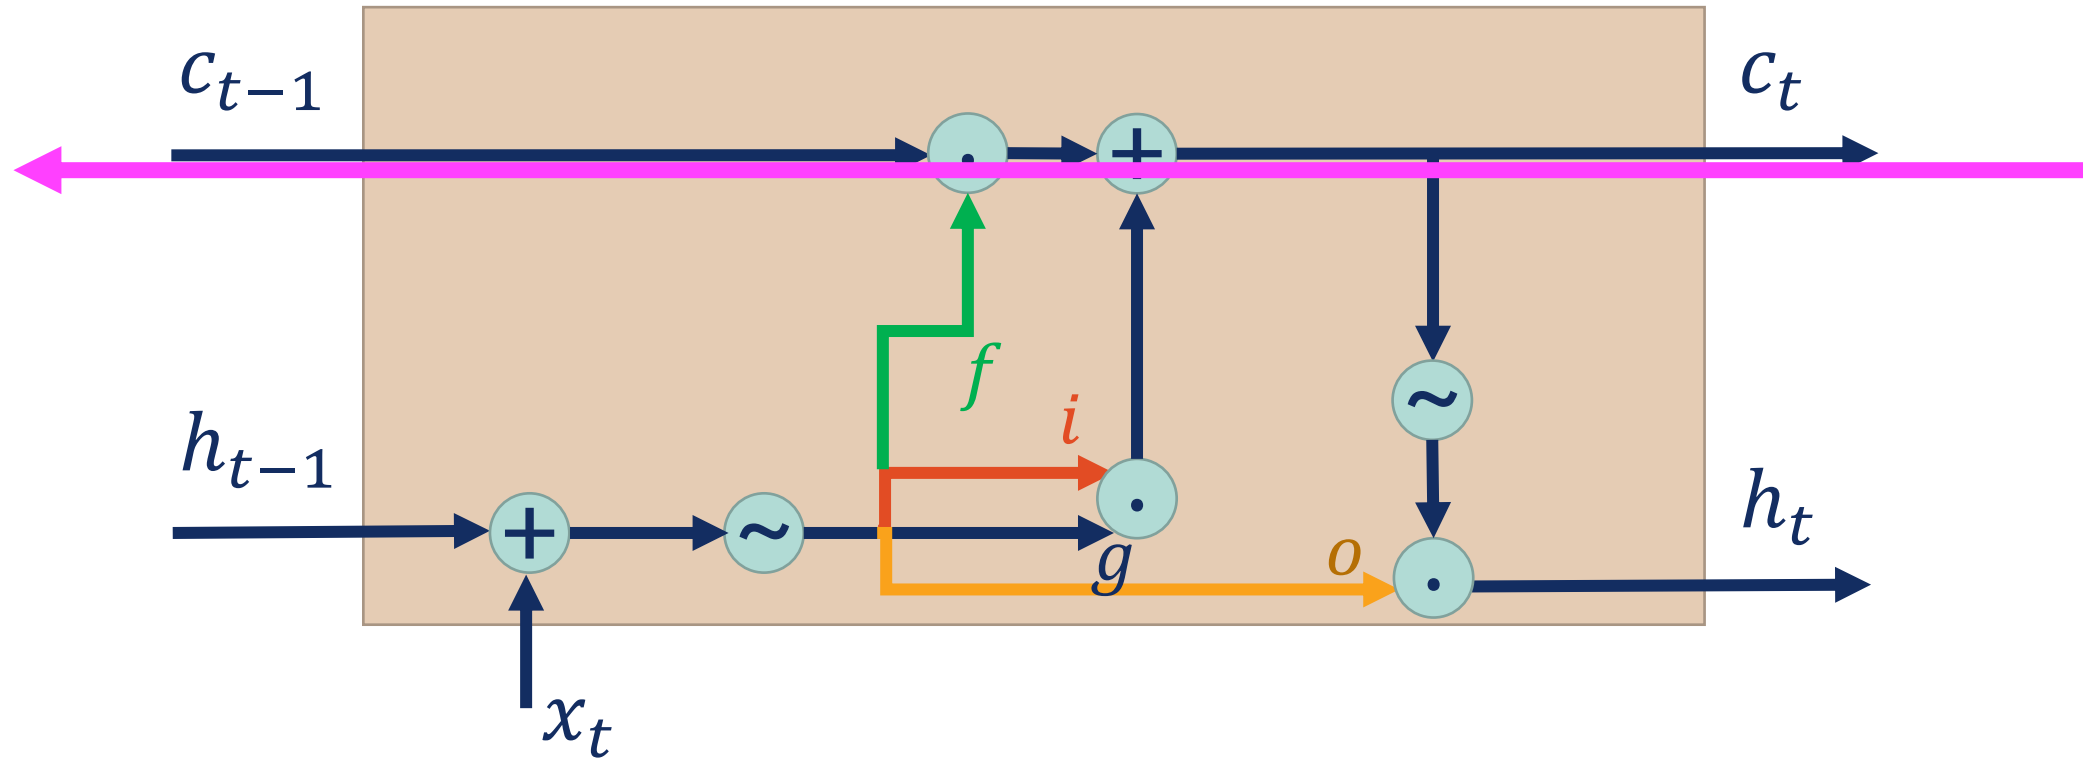 c_{t-1}
c_t
. +
f
i
h_{t-1}
~
h_t
+ ~ .
g
o
.
x_t